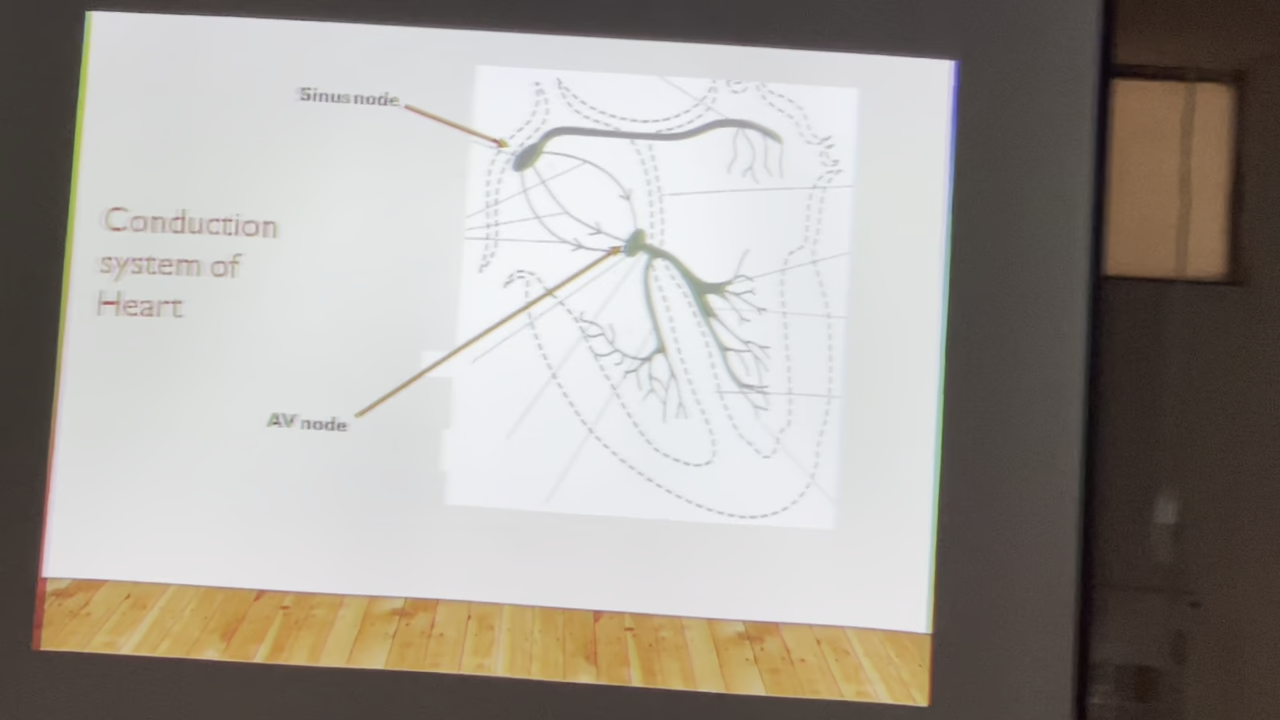 Sinus node
Conduction
system of
Heart
AV node